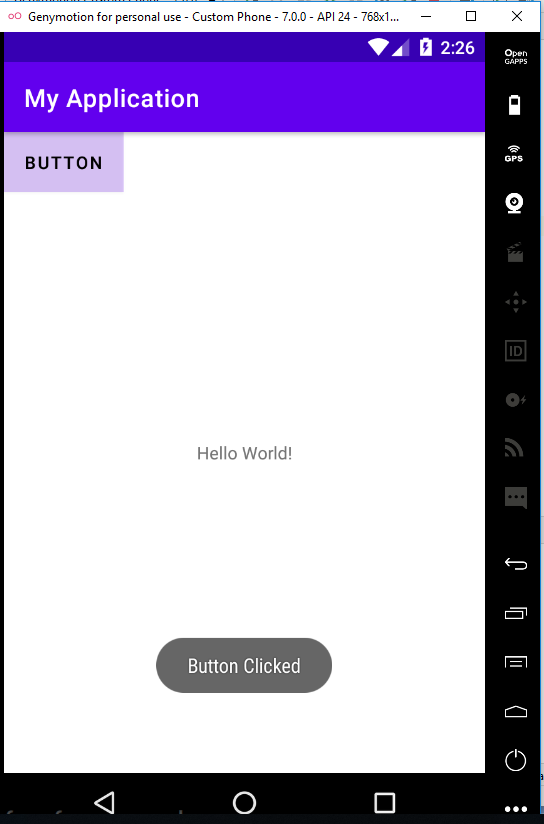 Genymotion for personal use - Custom Phone - 7.0.0 - API 24 - 768x1...
2:26
Open
GAPPS
My Application
BUTTON
GPS
ID
Hello World!
Button Clicked